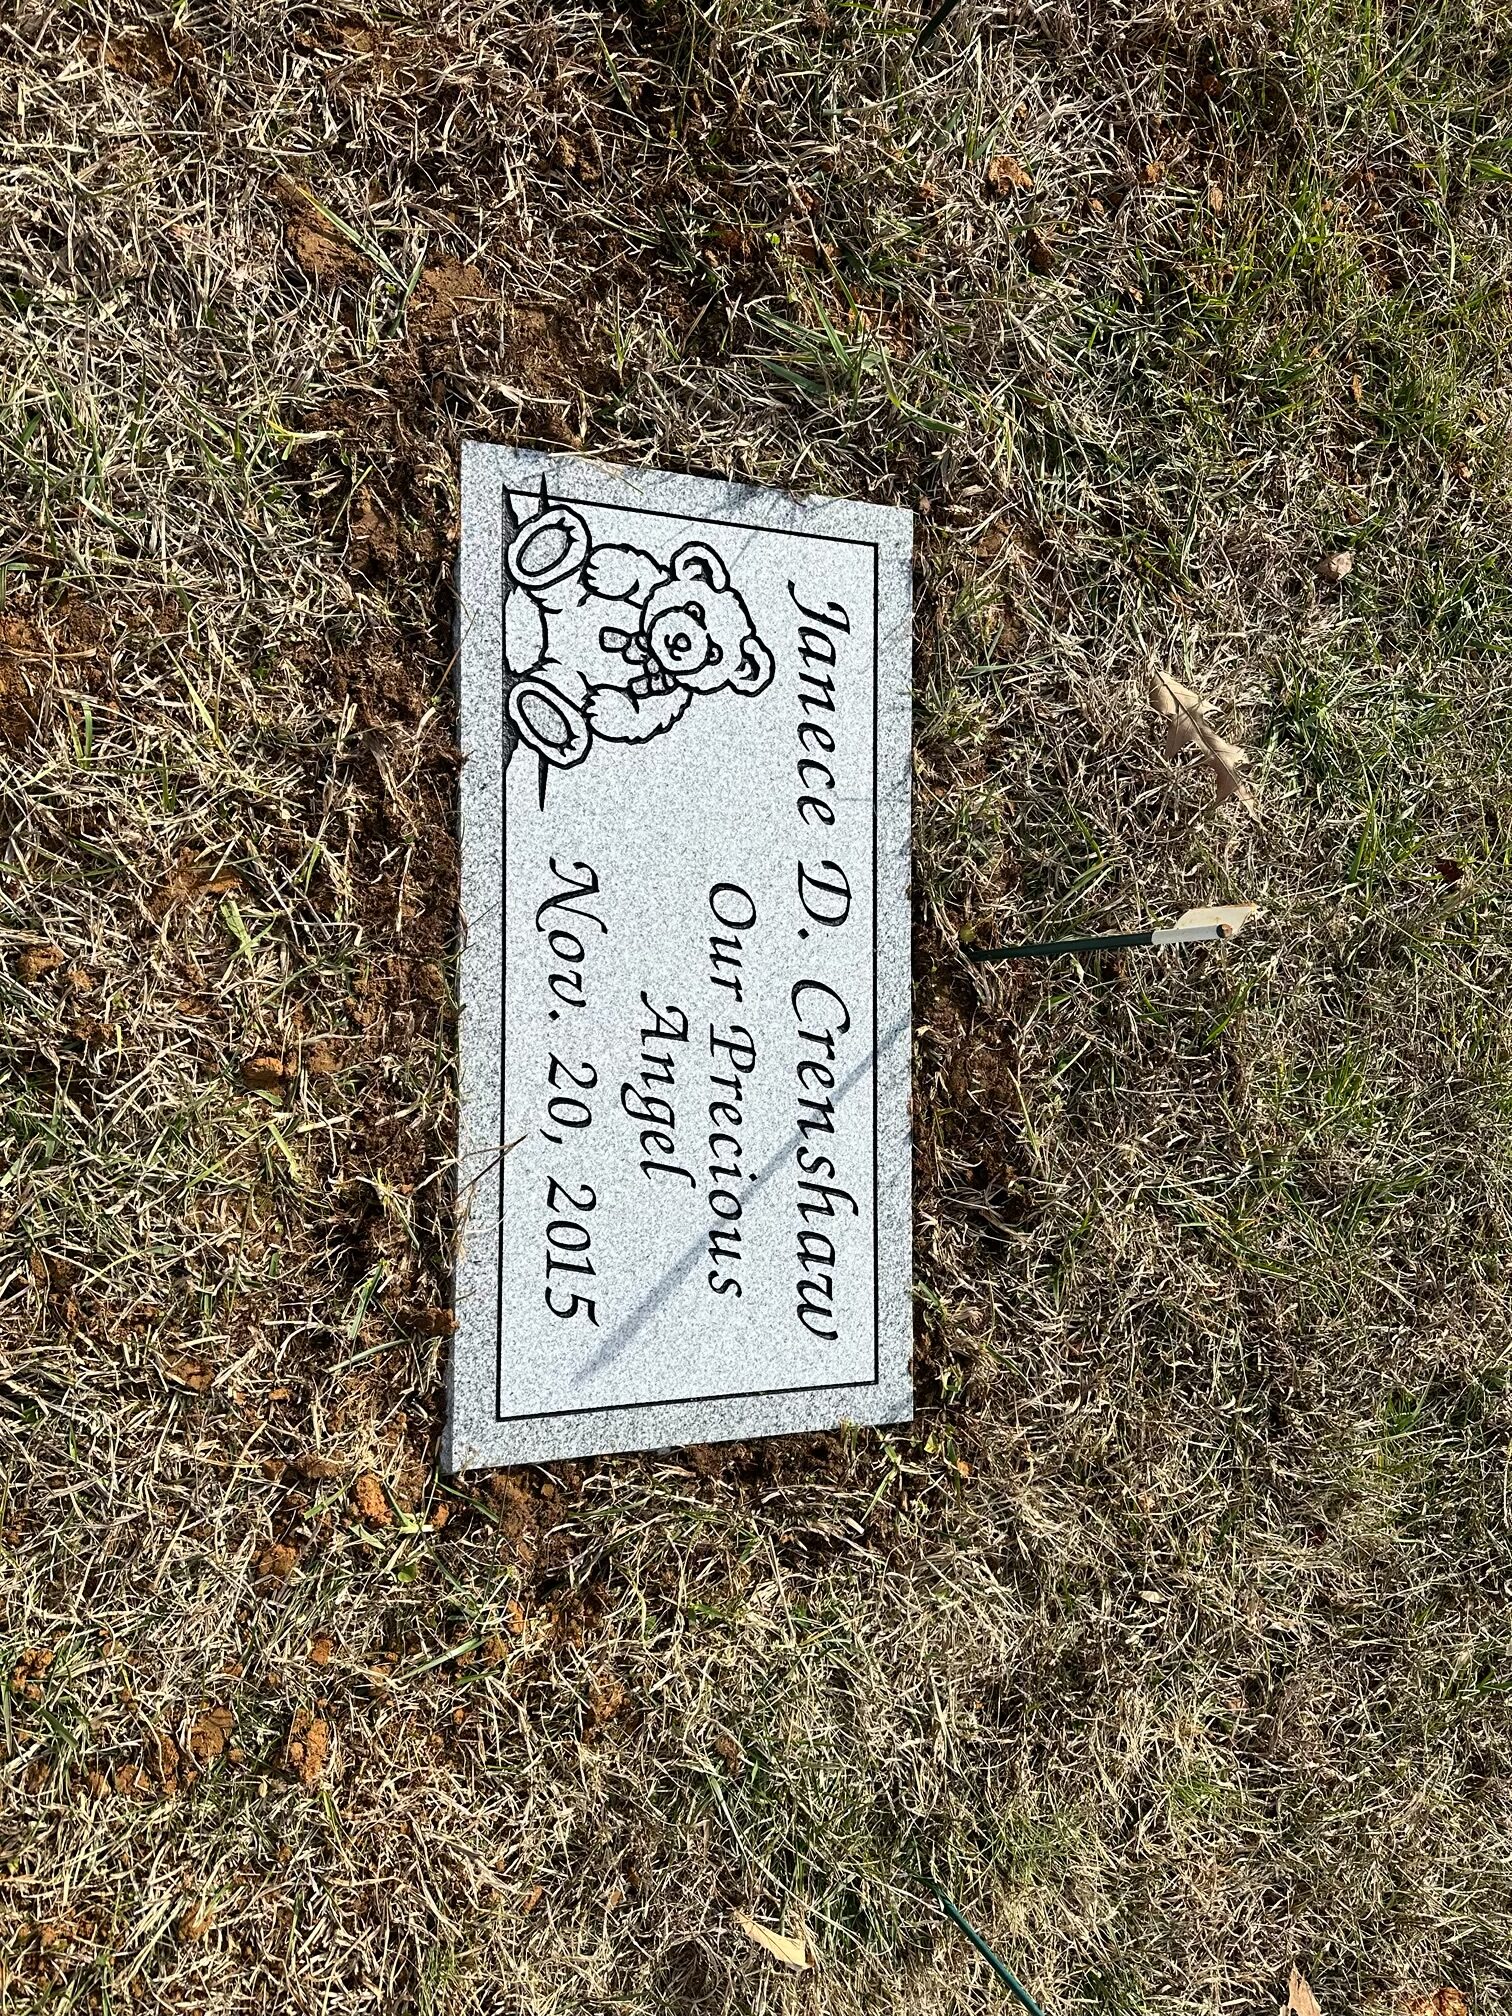 Janece D. Crenshaw
Our Precious
Angel
Nov. 20, 2015